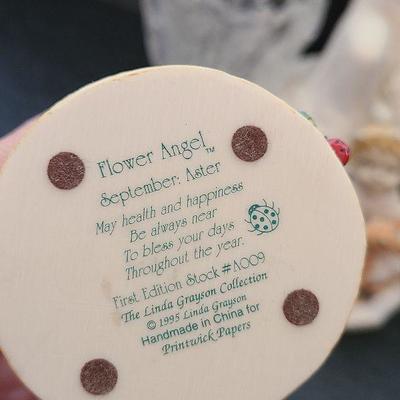 Flower Angel™
September: Aster
May health and happiness
Be always near
To bless your days
Throughout the year.
First Edition Stock #A009
The Linda Grayson Collection
© 1995 Linda Grayson
Handmade in China for
Printwick Papers